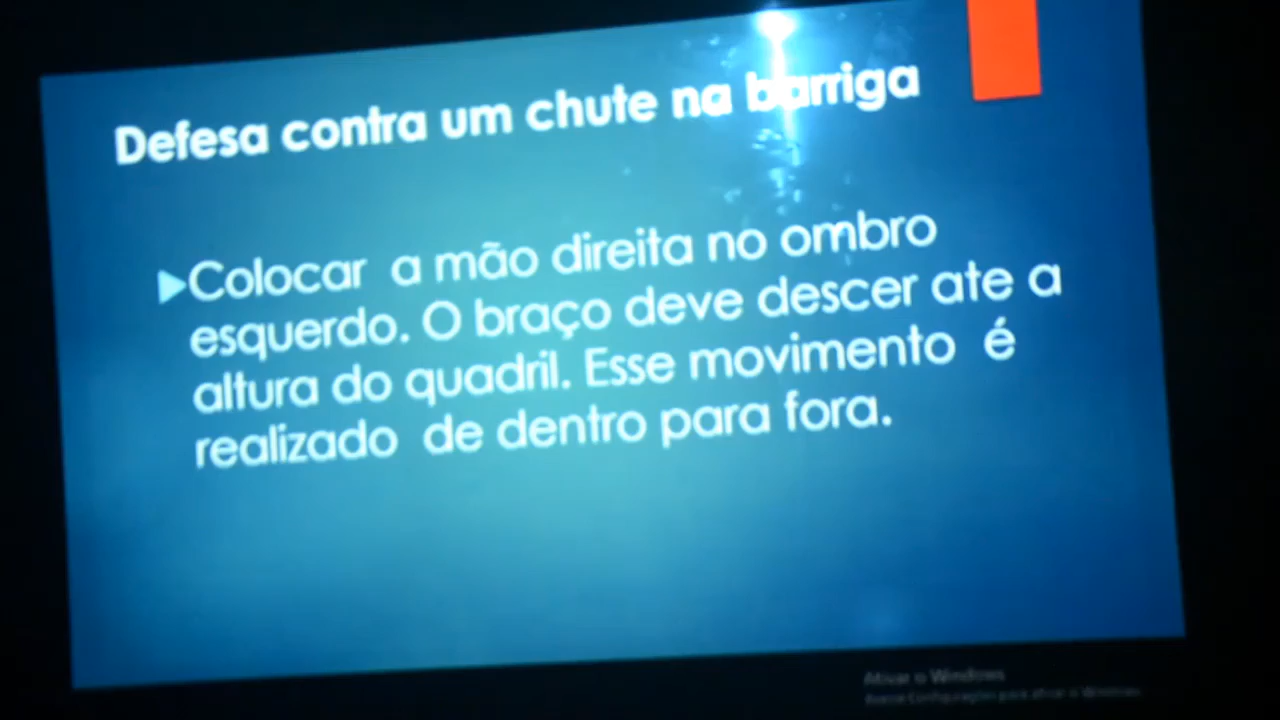 Defesa contra um chute na barriga
Colocar a mão direita no ombro
esquerdo. O braço deve descer ate a
altura do quadril. Esse movimento é
realizado de dentro para fora.
Ativar o Windows